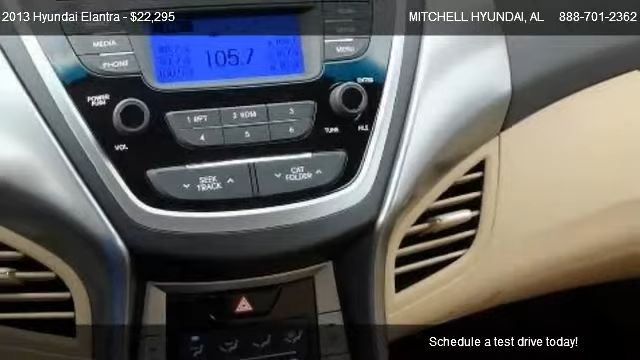 2013 Hyundai Elantra - $22,295 MITCHELL HYUNDAI, AL 888-701-2362
MEDIA
PHONE
105.7
MENU
POWER
PUSH
VOL
1 RPT 2 RDM 3
4 5 6
ENTER
TUNE FILE
SEEK
TRACK
CAT
FOLDER
Schedule a test drive today!